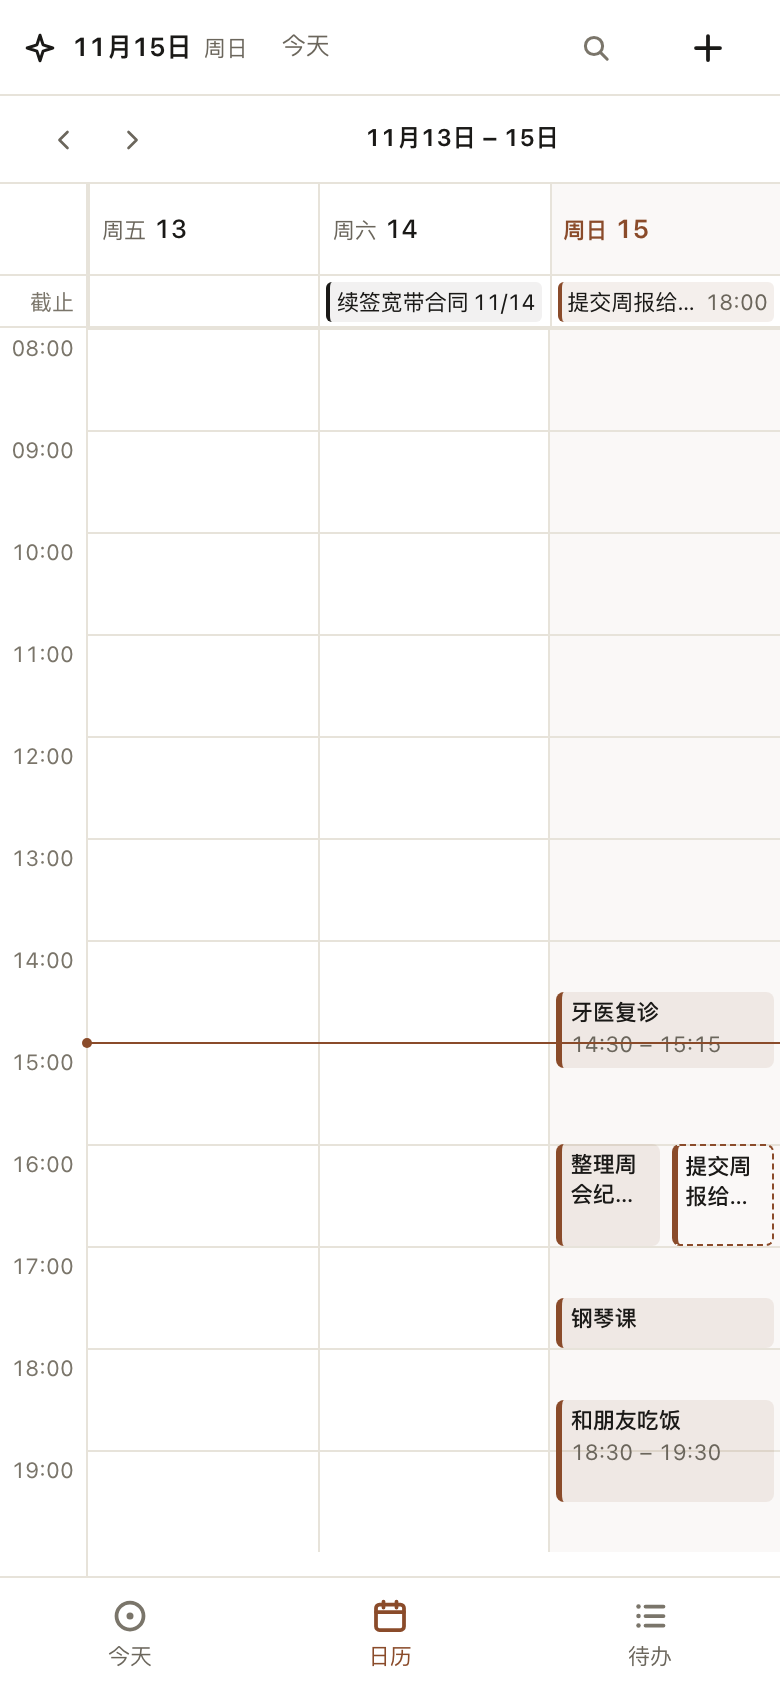 11月15日 周日 今天
11月13日 – 15日
周五 13 周六 14 周日 15
截止 续签宽带合同 11/14 提交周报给… 18:00
08:00
09:00
10:00
11:00
12:00
13:00
14:00
牙医复诊
14:30 – 15:15
15:00
16:00
整理周
会纪…
提交周
报给…
17:00
钢琴课
18:00
和朋友吃饭
18:30 – 19:30
19:00
今天 日历 待办